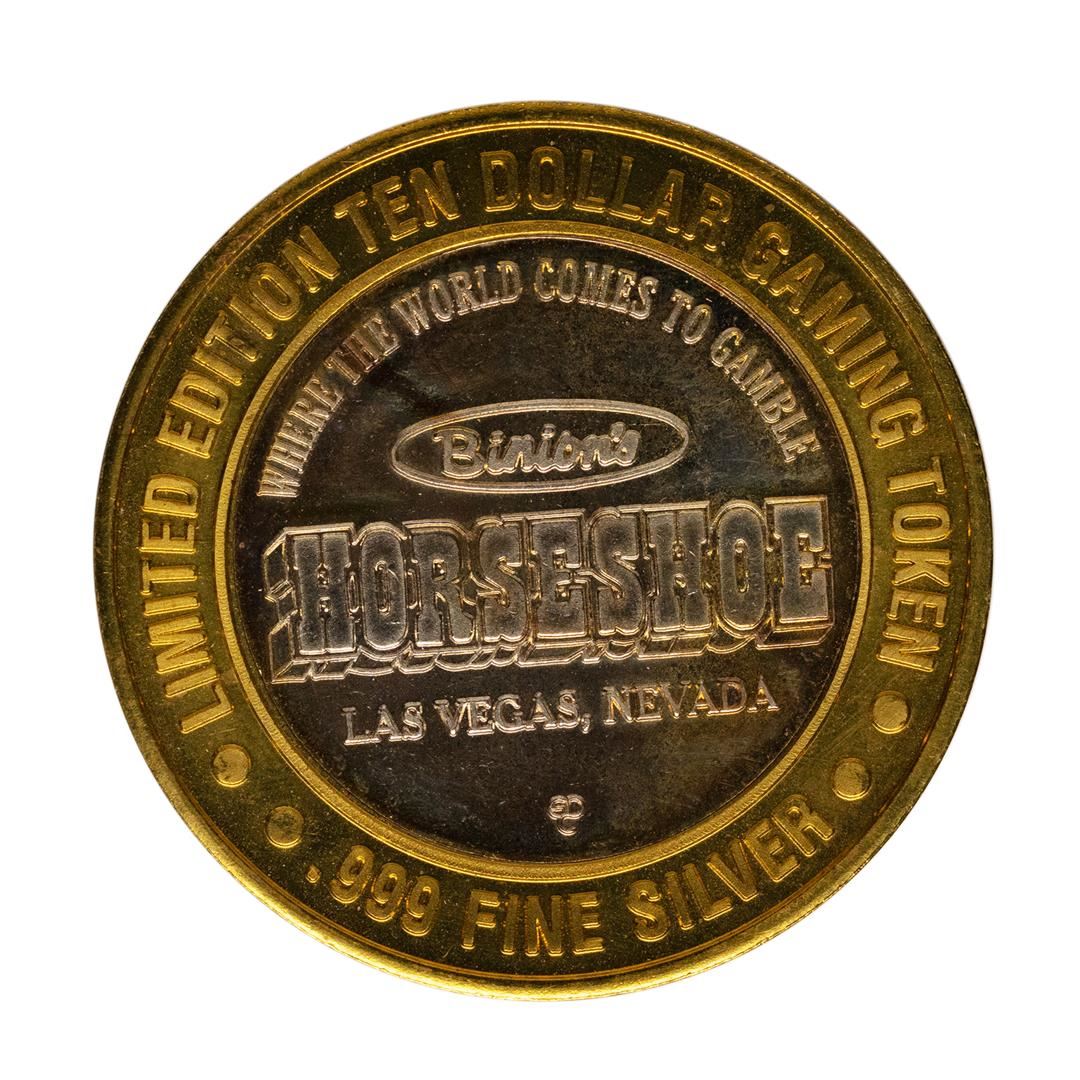 LIMITED EDITION TEN DOLLAR GAMING TOKEN
WHERE THE WORLD COMES TO GAMBLE
Binion's
HORSESHOE
LAS VEGAS, NEVADA
.999 FINE SILVER